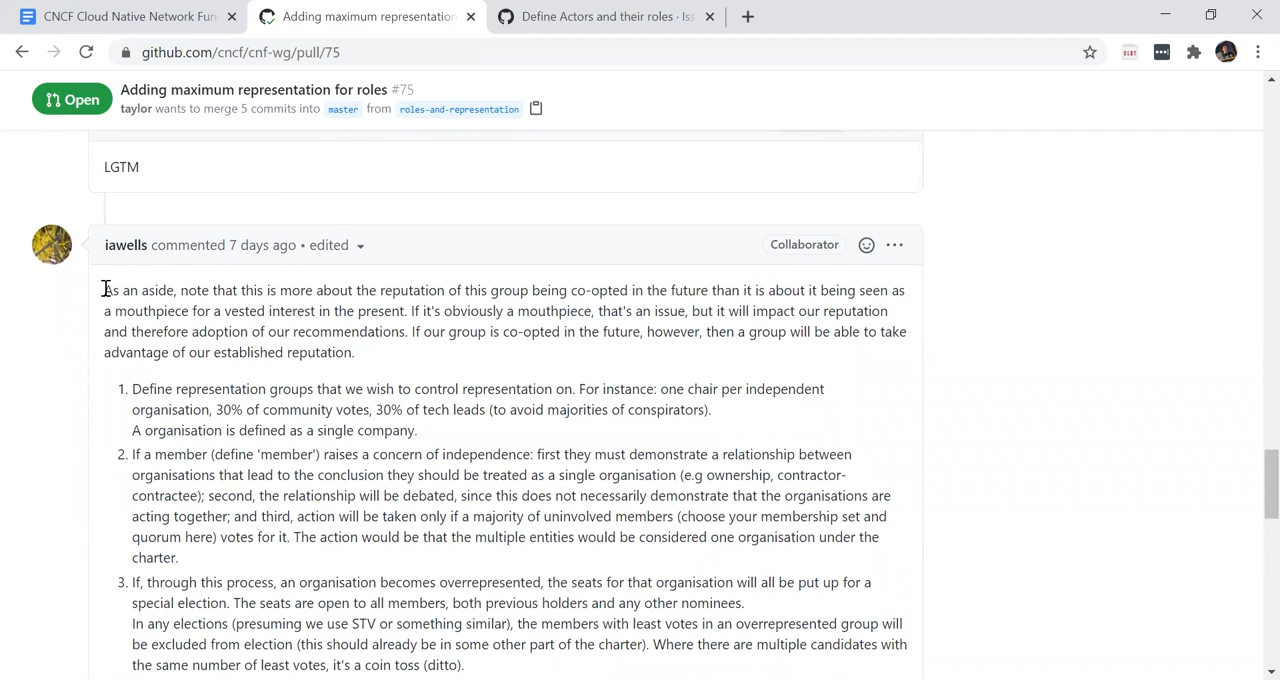 CNCF Cloud Native Network Fun
Adding maximum representation
Define Actors and their roles · Iss
github.com/cncf/cnf-wg/pull/75
Open
Adding maximum representation for roles #75
taylor wants to merge 5 commits into master from roles-and-representation
LGTM
iawells commented 7 days ago • edited
Collaborator
As an aside, note that this is more about the reputation of this group being co-opted in the future than it is about it being seen as
a mouthpiece for a vested interest in the present. If it's obviously a mouthpiece, that's an issue, but it will impact our reputation
and therefore adoption of our recommendations. If our group is co-opted in the future, however, then a group will be able to take
advantage of our established reputation.
1. Define representation groups that we wish to control representation on. For instance: one chair per independent
organisation, 30% of community votes, 30% of tech leads (to avoid majorities of conspirators).
A organisation is defined as a single company.
2. If a member (define 'member') raises a concern of independence: first they must demonstrate a relationship between
organisations that lead to the conclusion they should be treated as a single organisation (e.g ownership, contractor-
contractee); second, the relationship will be debated, since this does not necessarily demonstrate that the organisations are
acting together; and third, action will be taken only if a majority of uninvolved members (choose your membership set and
quorum here) votes for it. The action would be that the multiple entities would be considered one organisation under the
charter.
3. If, through this process, an organisation becomes overrepresented, the seats for that organisation will all be put up for a
special election. The seats are open to all members, both previous holders and any other nominees.
In any elections (presuming we use STV or something similar), the members with least votes in an overrepresented group will
be excluded from election (this should already be in some other part of the charter). Where there are multiple candidates with
the same number of least votes, it's a coin toss (ditto).